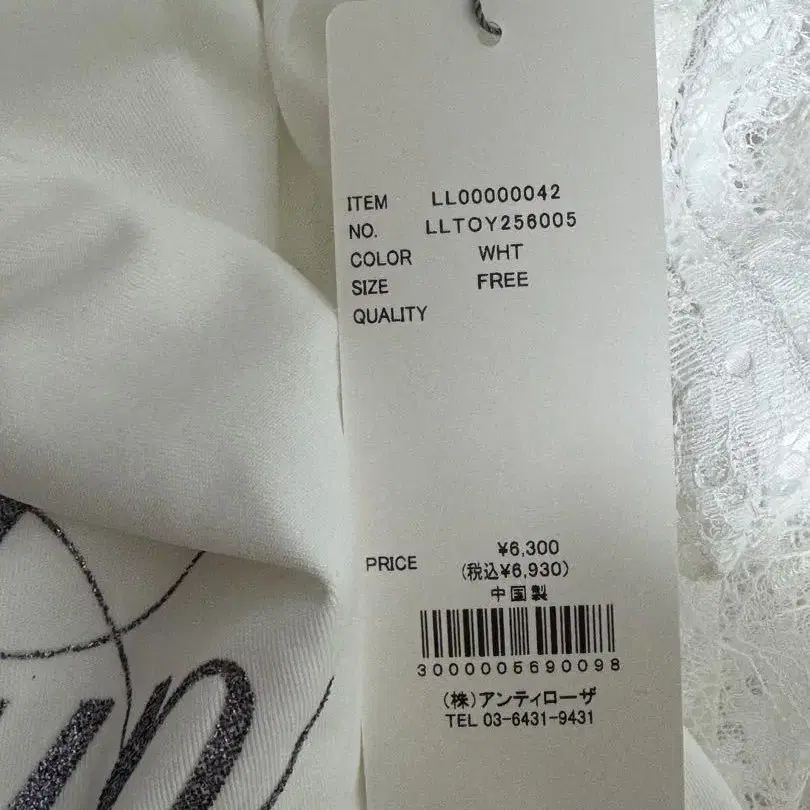 ITEM LL00000042
NO. LLTOY256005
COLOR WHT
SIZE FREE
QUALITY
PRICE ¥6,300
(税込¥6,930)
中国製
3000005690098
(株)アンティローザ
TEL 03-6431-9431